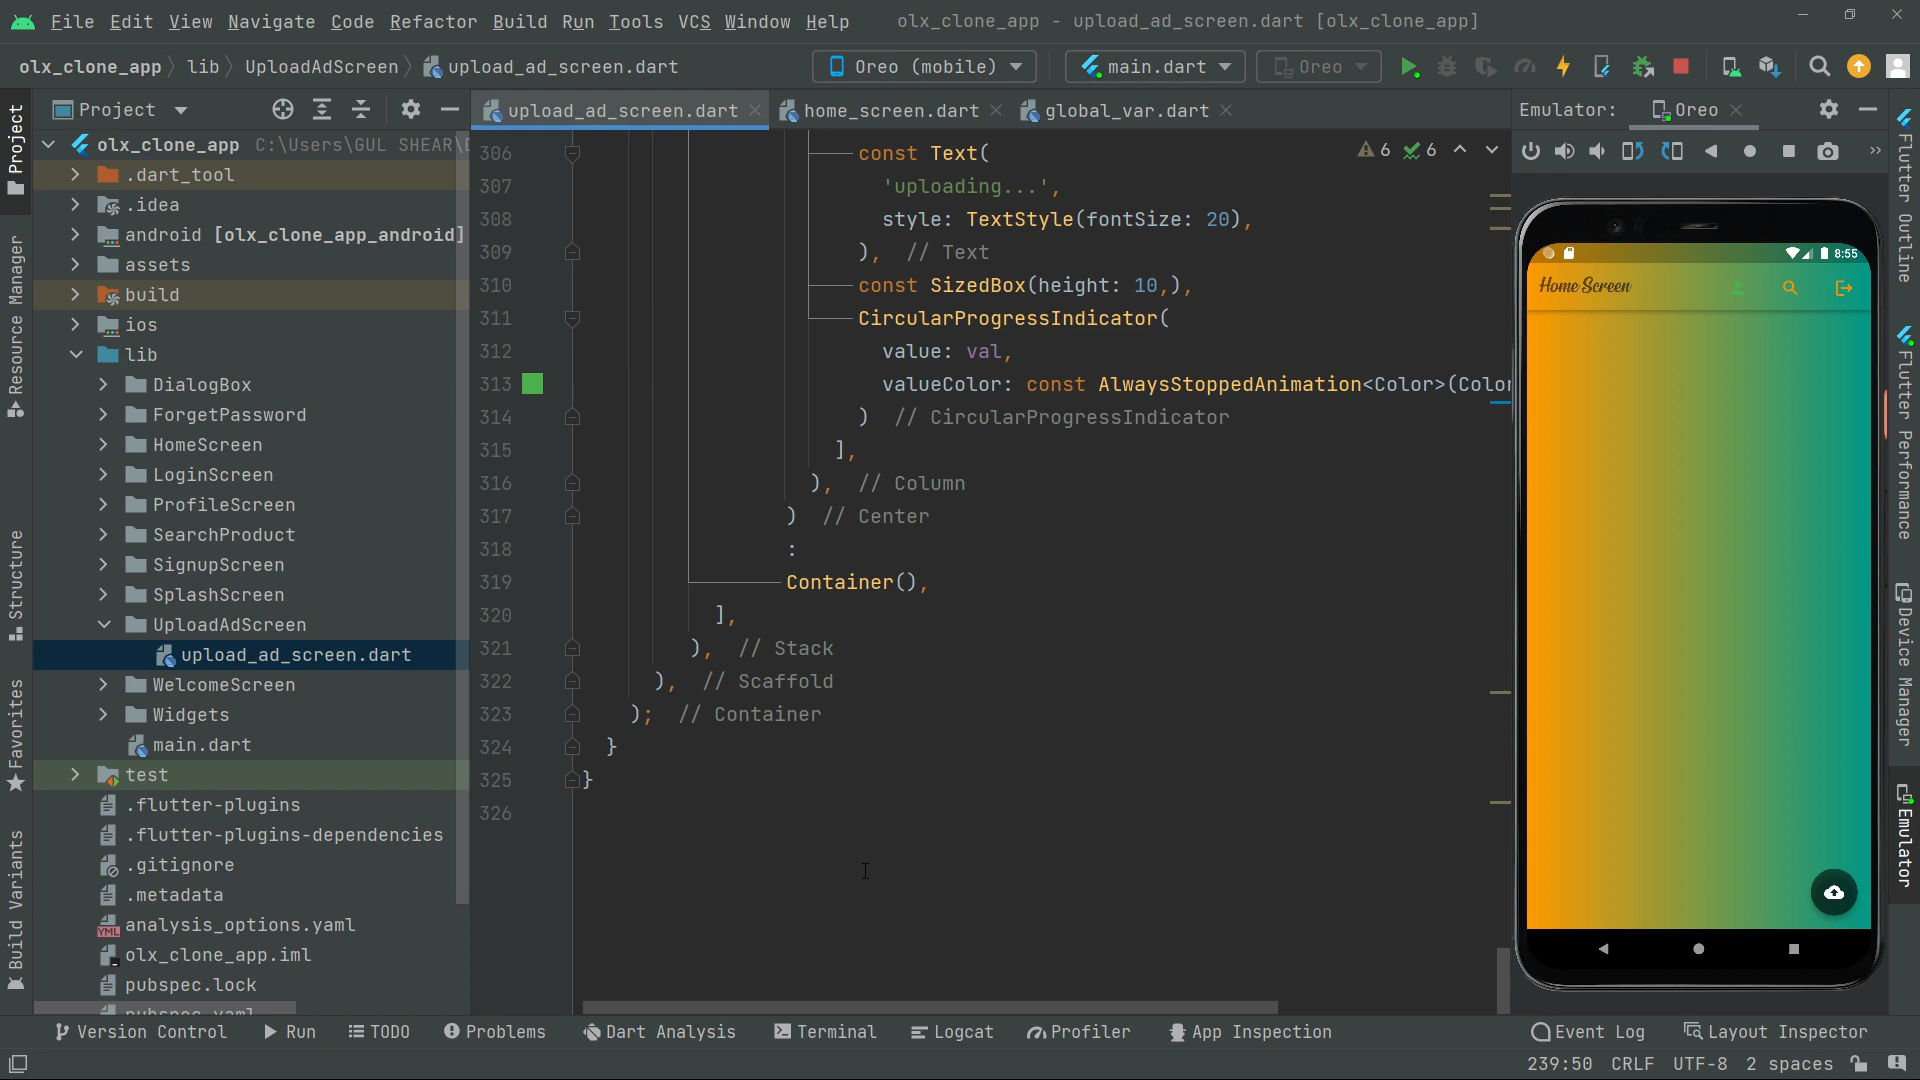 File Edit View Navigate Code Refactor Build Run Tools VCS Window Help olx_clone_app - upload_ad_screen.dart [olx_clone_app]
olx_clone_app lib UploadAdScreen upload_ad_screen.dart Oreo (mobile) main.dart Oreo
Project
upload_ad_screen.dart home_screen.dart global_var.dart
Emulator: Oreo
olx_clone_app C:\Users\GUL SHEAR\
.dart_tool
.idea
android [olx_clone_app_android]
assets
build
ios
lib
DialogBox
ForgetPassword
HomeScreen
LoginScreen
ProfileScreen
SearchProduct
SignupScreen
SplashScreen
UploadAdScreen
upload_ad_screen.dart
WelcomeScreen
Widgets
main.dart
test
.flutter-plugins
.flutter-plugins-dependencies
.gitignore
.metadata
analysis_options.yaml
olx_clone_app.iml
pubspec.lock
pubspec.yaml
6 6
306 const Text(
307 'uploading...',
308 style: TextStyle(fontSize: 20),
309 ), // Text
310 const SizedBox(height: 10,),
311 CircularProgressIndicator(
312 value: val,
313 valueColor: const AlwaysStoppedAnimation<Color>(Color
314 ) // CircularProgressIndicator
315 ],
316 ), // Column
317 ) // Center
318 :
319 Container(),
320 ],
321 ), // Stack
322 ), // Scaffold
323 ); // Container
324 }
325 }
326
8:55
Home Screen
Project
Resource Manager
Structure
Favorites
Build Variants
Flutter Outline
Flutter Performance
Device Manager
Emulator
Version Control Run TODO Problems Dart Analysis Terminal Logcat Profiler App Inspection Event Log Layout Inspector
239:50 CRLF UTF-8 2 spaces